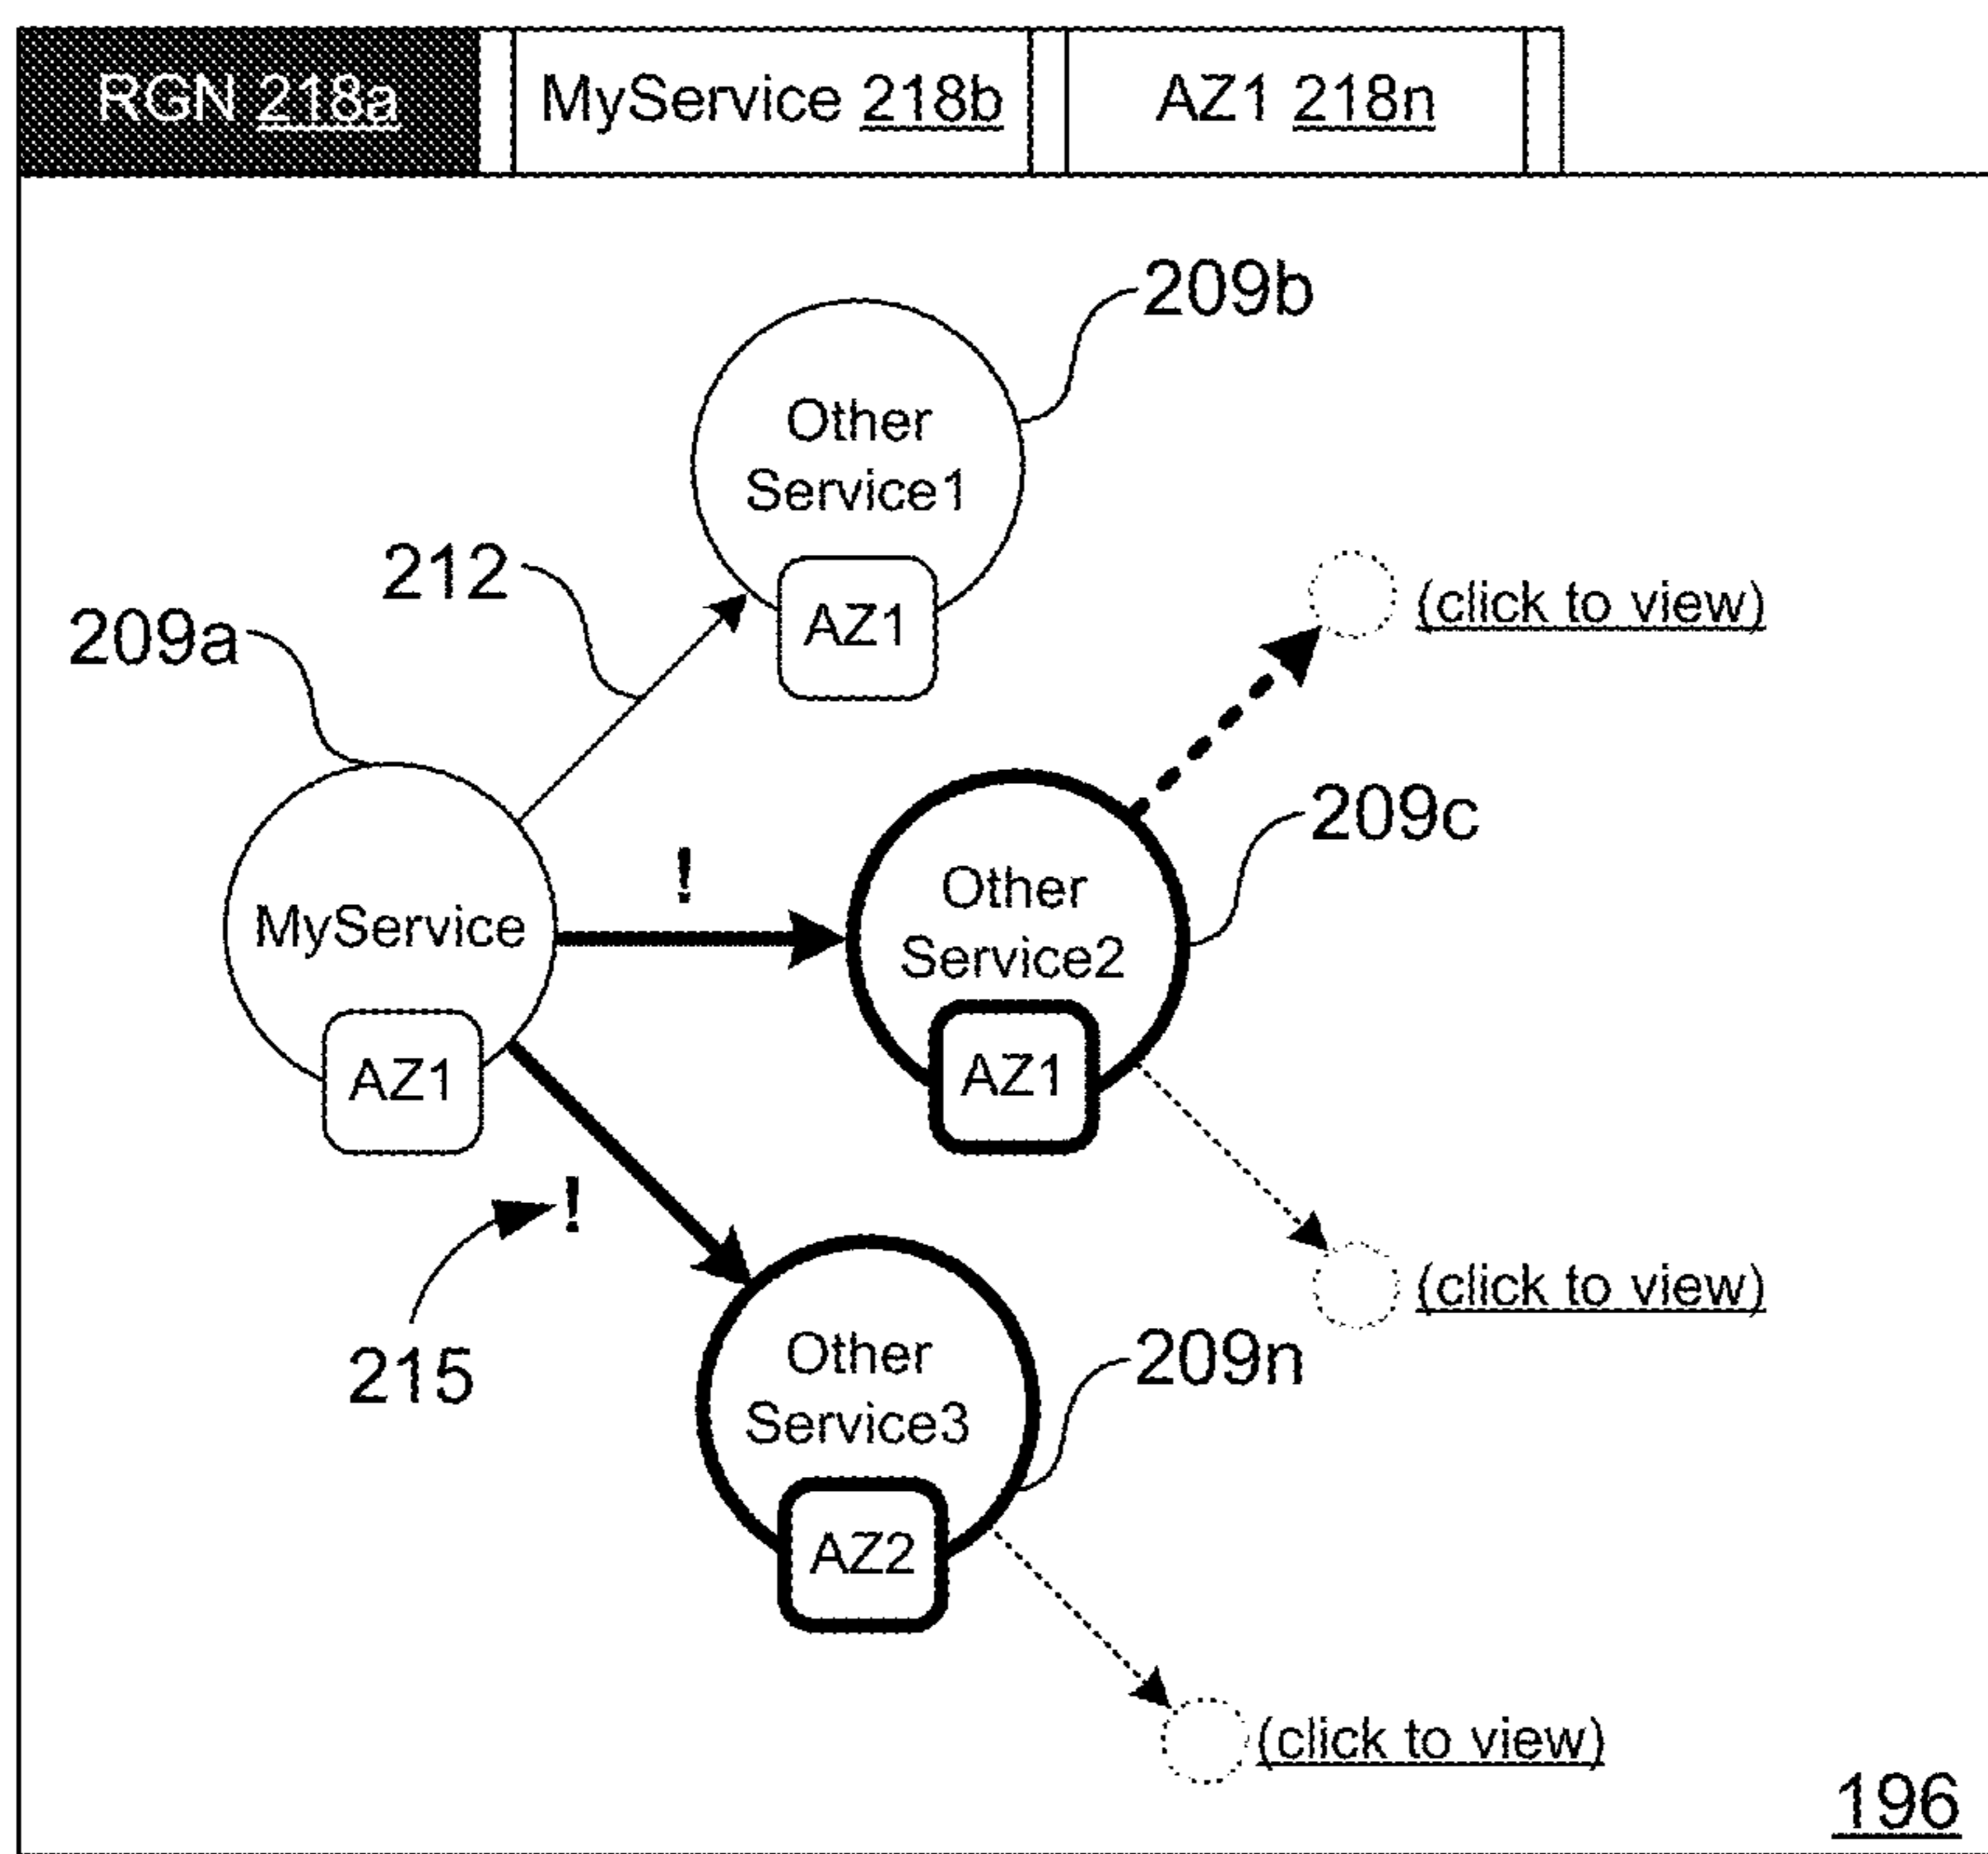 RGN 218a MyService 218b AZ1 218n
209b
Other
Service1
212
AZ1
(click to view)
209a
209c
!
Other
MyService
Service2
AZ1
AZ1
!
(click to view)
215
209n
Other
Service3
AZ2
(click to view)
196